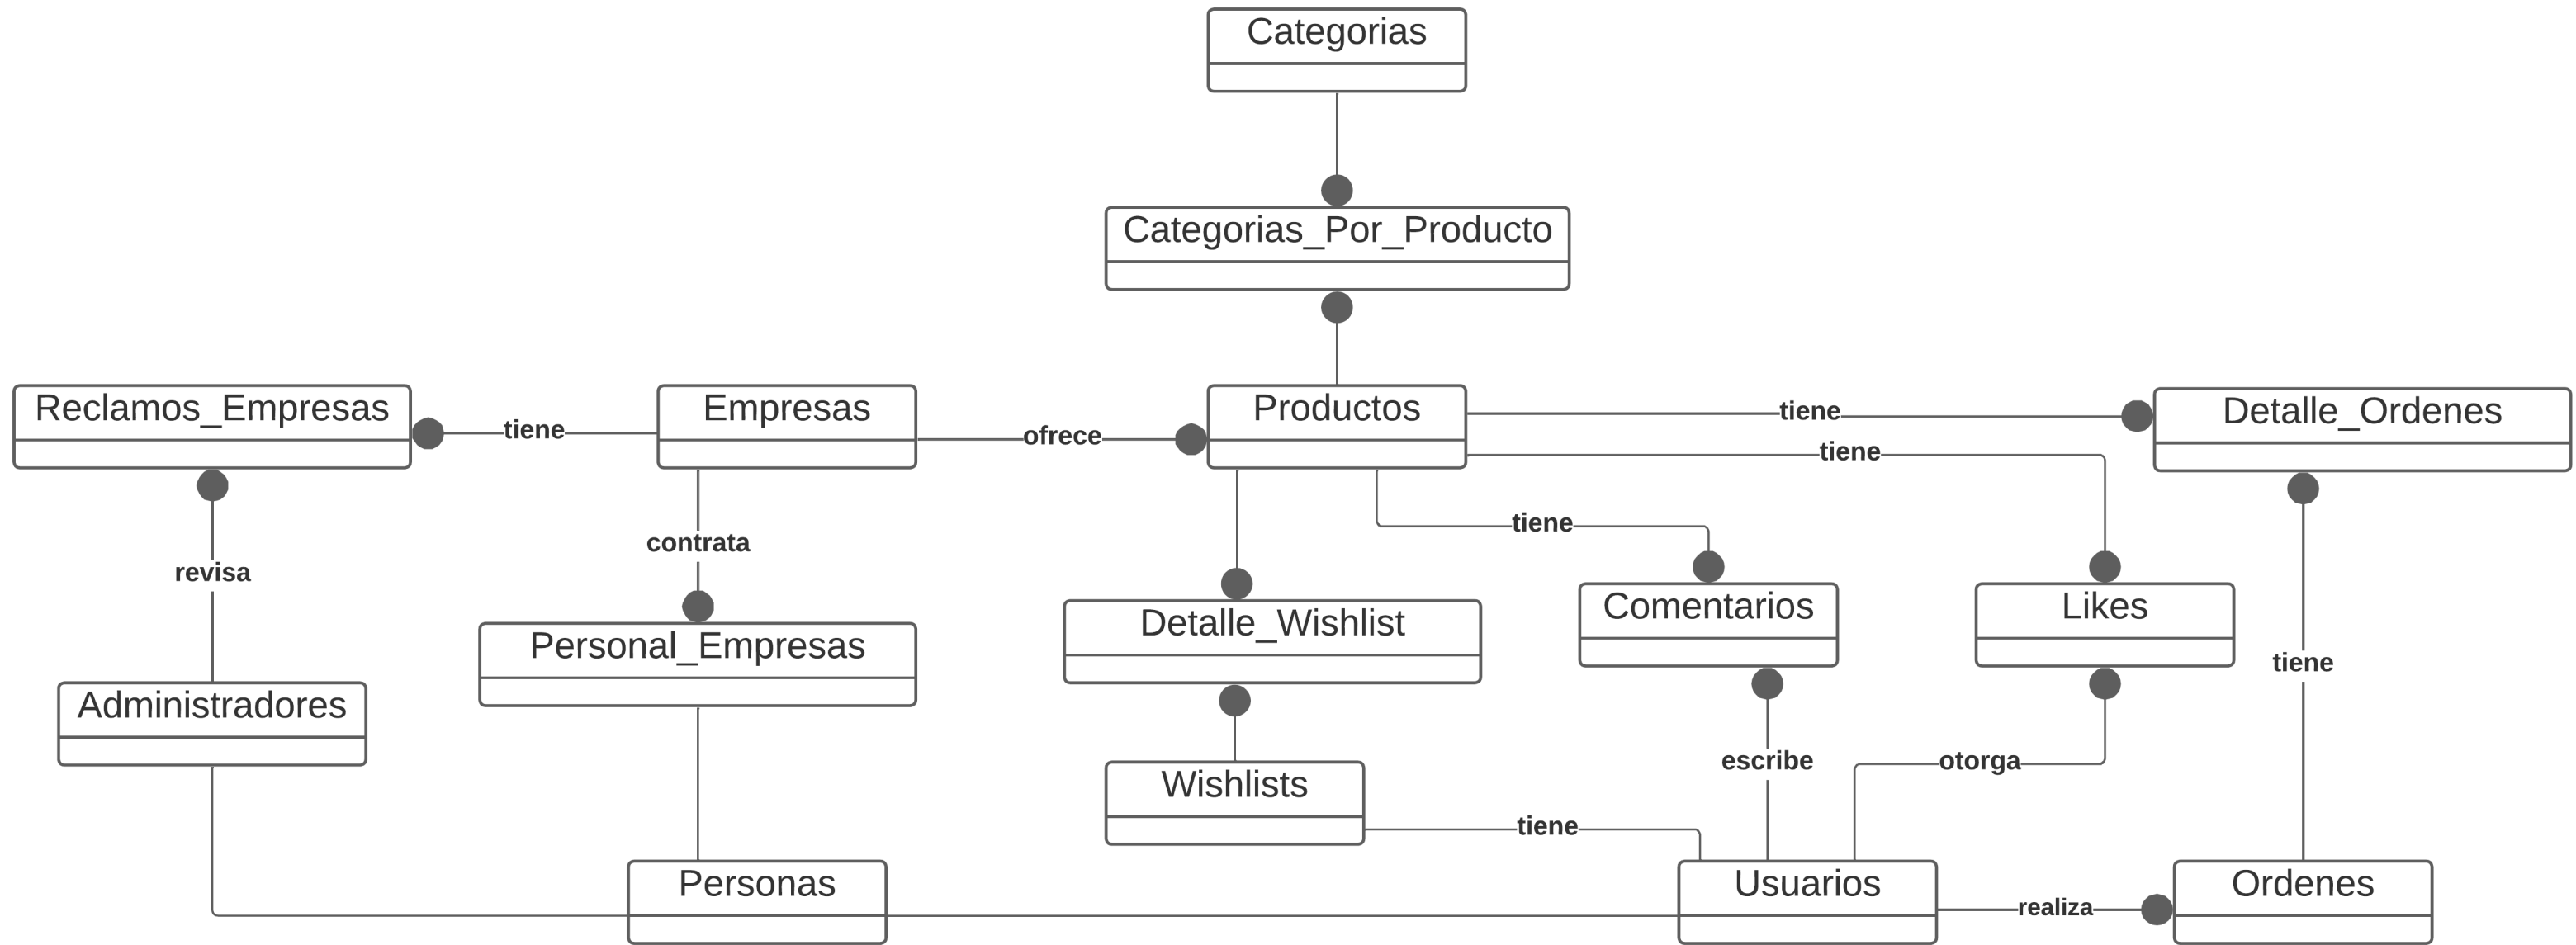 Categorias
Categorias_Por_Producto
Reclamos_Empresas
tiene
Empresas
ofrece
Productos
tiene
Detalle_Ordenes
tiene
tiene
contrata
revisa
Detalle_Wishlist
Comentarios
Likes
Personal_Empresas
tiene
Administradores
escribe
otorga
Wishlists
tiene
Personas
Usuarios
realiza
Ordenes